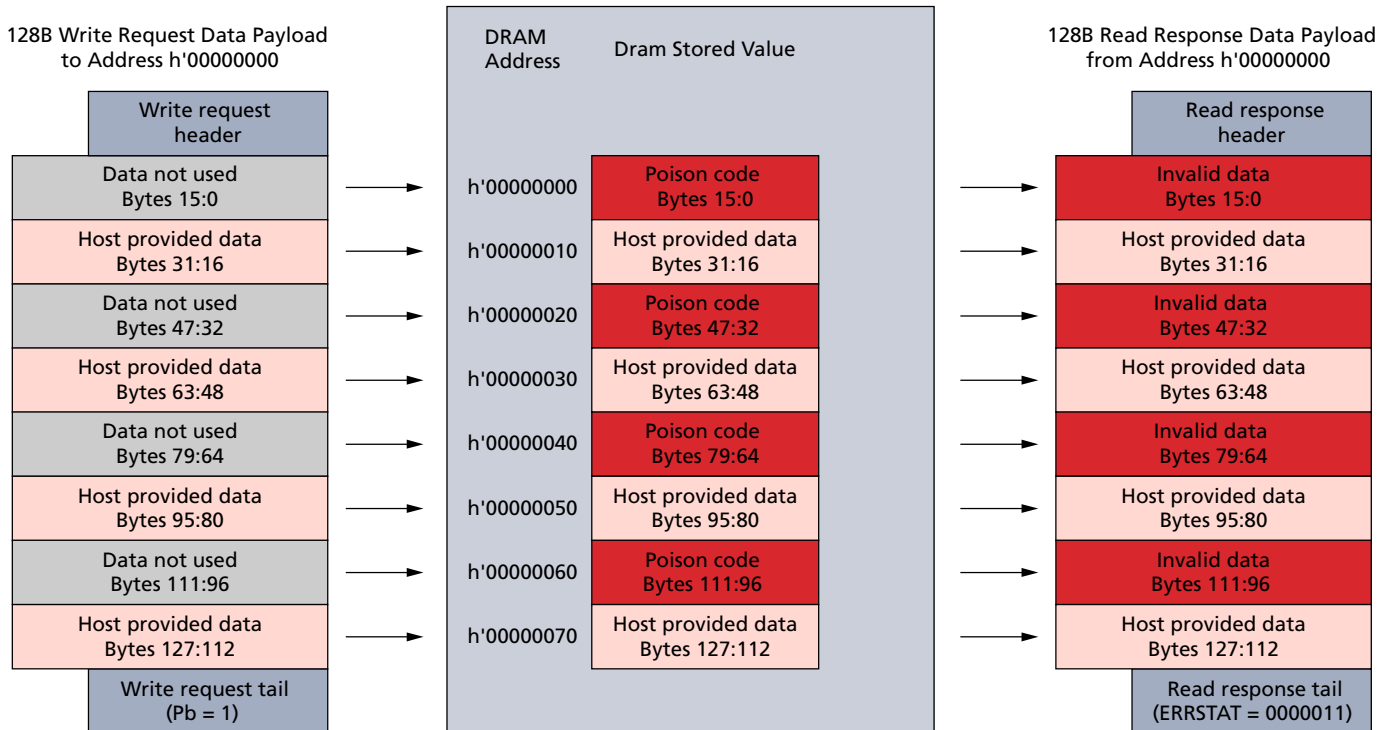 128B Write Request Data Payload
to Address h'00000000
Write request
header
Data not used
Bytes 15:0
Host provided data
Bytes 31:16
Data not used
Bytes 47:32
Host provided data
Bytes 63:48
Data not used
Bytes 79:64
Host provided data
Bytes 95:80
Data not used
Bytes 111:96
Host provided data
Bytes 127:112
Write request tail
(Pb = 1)
DRAM
Address
Dram Stored Value
h'00000000
Poison code
Bytes 15:0
h'00000010
Host provided data
Bytes 31:16
h'00000020
Poison code
Bytes 47:32
h'00000030
Host provided data
Bytes 63:48
h'00000040
Poison code
Bytes 79:64
h'00000050
Host provided data
Bytes 95:80
h'00000060
Poison code
Bytes 111:96
h'00000070
Host provided data
Bytes 127:112
128B Read Response Data Payload
from Address h'00000000
Read response
header
Invalid data
Bytes 15:0
Host provided data
Bytes 31:16
Invalid data
Bytes 47:32
Host provided data
Bytes 63:48
Invalid data
Bytes 79:64
Host provided data
Bytes 95:80
Invalid data
Bytes 111:96
Host provided data
Bytes 127:112
Read response tail
(ERRSTAT = 0000011)